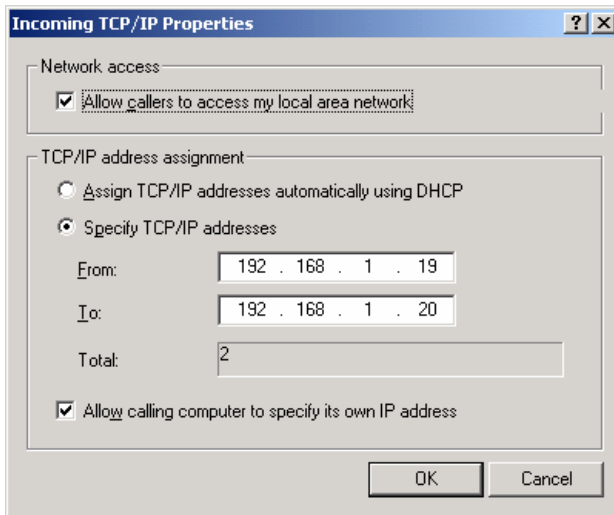 Incoming TCP/IP Properties
Network access
Allow callers to access my local area network
TCP/IP address assignment
Assign TCP/IP addresses automatically using DHCP
Specify TCP/IP addresses
From: 192 . 168 . 1 . 19
To: 192 . 168 . 1 . 20
Total: 2
Allow calling computer to specify its own IP address
OK Cancel